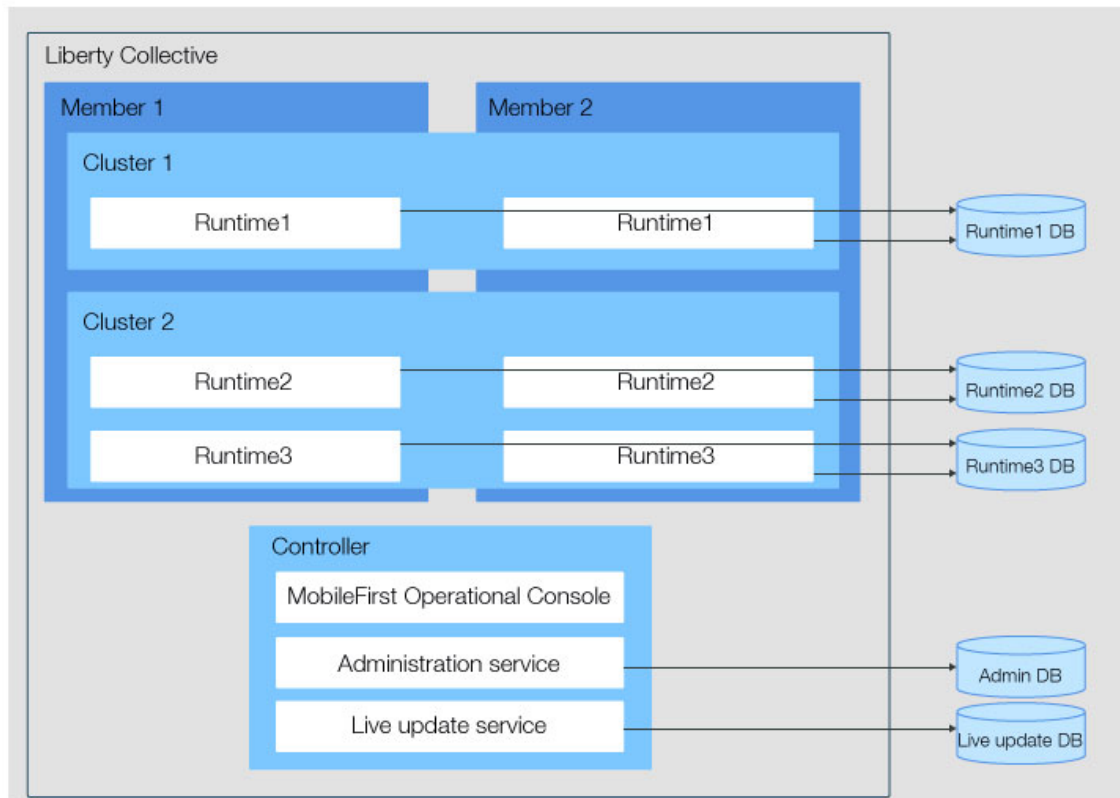 Liberty Collective
Member 1
Member 2
Cluster 1
Runtime1
Runtime1
Runtime1 DB
Cluster 2
Runtime2
Runtime2
Runtime2 DB
Runtime3
Runtime3
Runtime3 DB
Controller
MobileFirst Operational Console
Administration service
Admin DB
Live update service
Live update DB